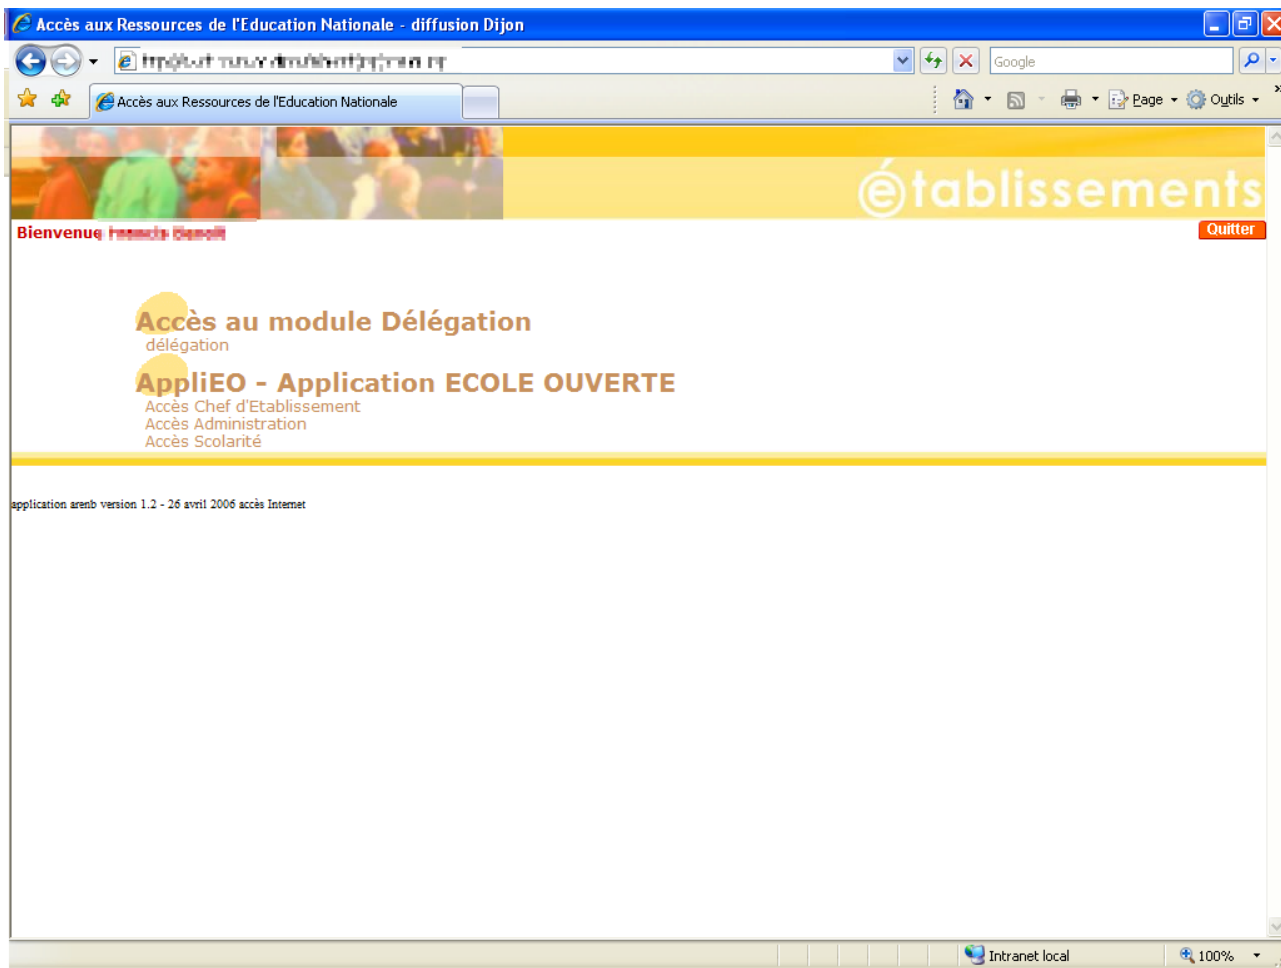 Accès aux Ressources de l'Education Nationale - diffusion Dijon
Google
Accès aux Ressources de l'Education Nationale
Page
Outils
établissements
Bienvenue
Quitter
Accès au module Délégation
délégation
AppliEO - Application ECOLE OUVERTE
Accès Chef d'Etablissement
Accès Administration
Accès Scolarité
application arenb version 1.2 - 26 avril 2006 accès Internet
Intranet local
100%